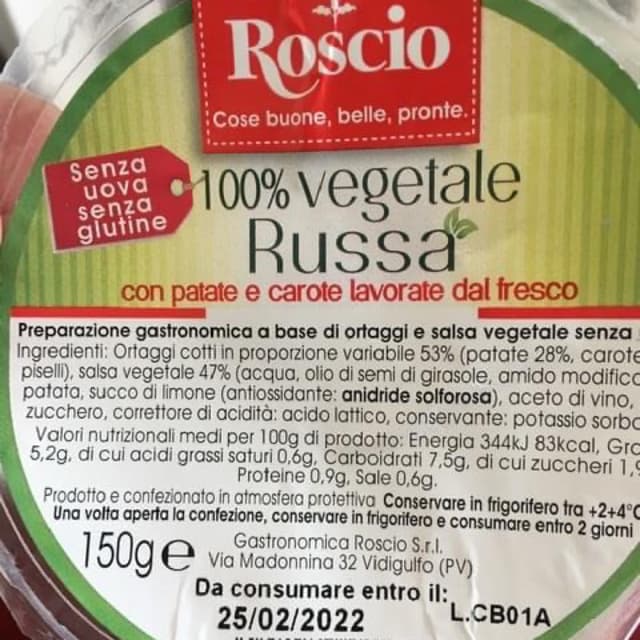 Roscio
Cose buone, belle, pronte.
Senza
uova
senza
glutine
100% vegetale
Russa
con patate e carote lavorate dal fresco
Preparazione gastronomica a base di ortaggi e salsa vegetale senza
Ingredienti: Ortaggi cotti in proporzione variabile 53% (patate 28%, carote
piselli), salsa vegetale 47% (acqua, olio di semi di girasole, amido modifica
patata, succo di limone (antiossidante: anidride solforosa), aceto di vino,
zucchero, correttore di acidità: acido lattico, conservante: potassio sorbo
Valori nutrizionali medi per 100g di prodotto: Energia 344kJ 83kcal, Gra
5,2g, di cui acidi grassi saturi 0,6g, Carboidrati 7,5g, di cui zuccheri 1,9
Proteine 0,9g, Sale 0,6g.
Prodotto e confezionato in atmosfera protettiva Conservare in frigorifero tra +2+4°C
Una volta aperta la confezione, conservare in frigorifero e consumare entro 2 giorni
150g e
Gastronomica Roscio S.r.l.
Via Madonnina 32 Vidigulfo (PV)
Da consumare entro il:
25/02/2022
L.CB01A